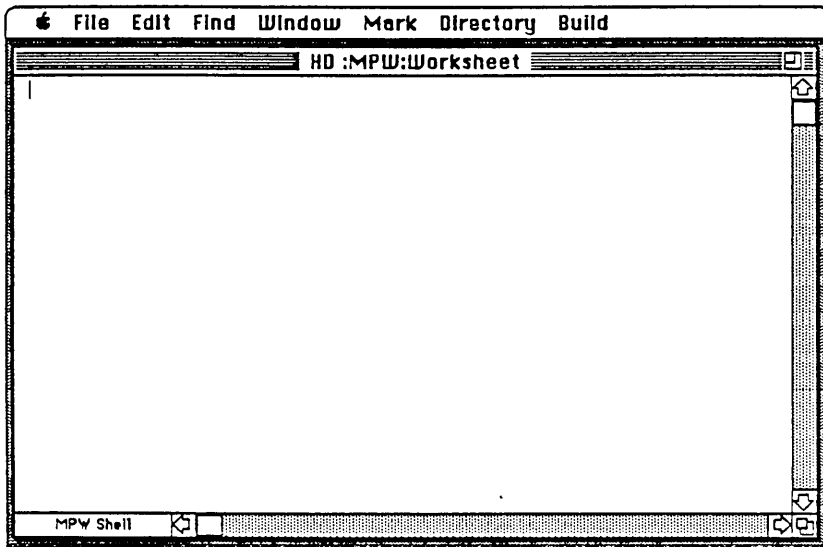 File Edit Find Window Mark Directory Build
HD :MPW:Worksheet
MPW Shell